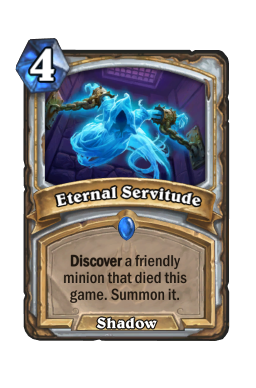 4
Eternal Servitude
Discover a friendly
minion that died this
game. Summon it.
Shadow